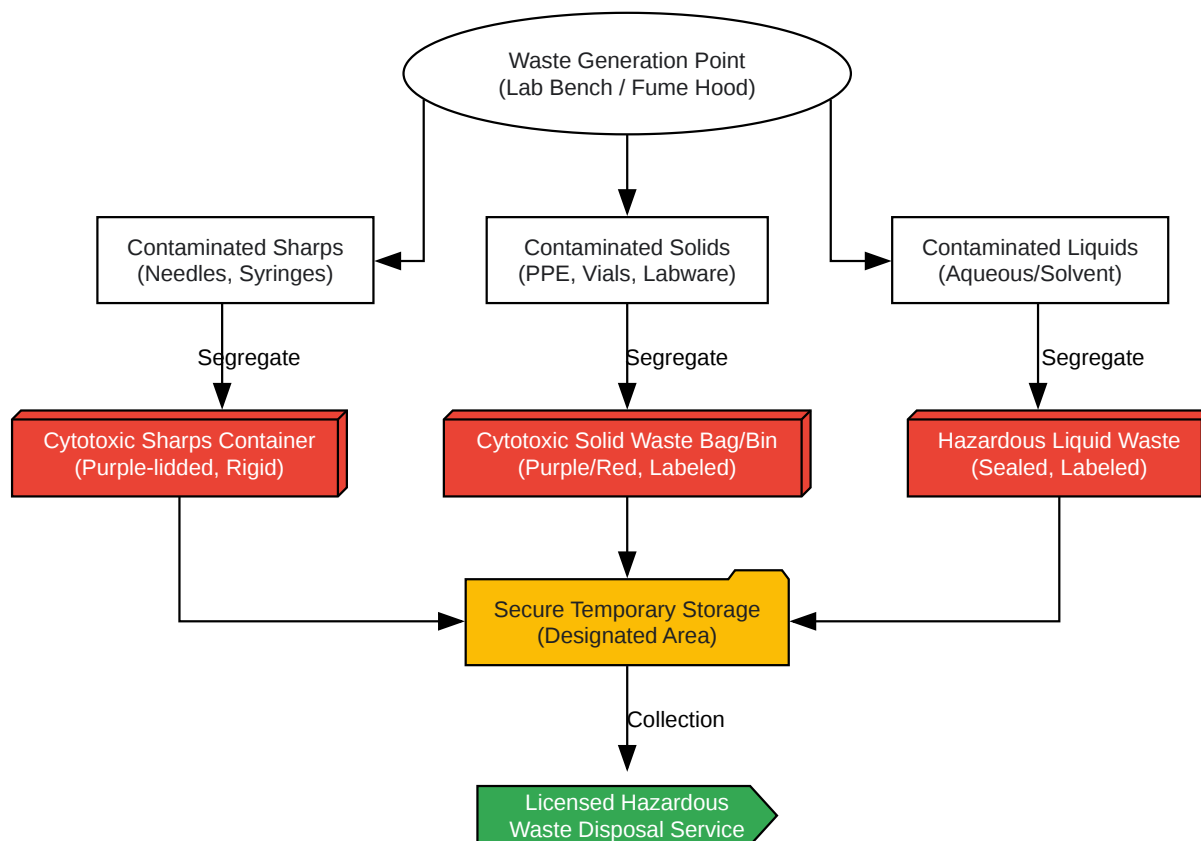 Waste Generation Point
(Lab Bench / Fume Hood)
Contaminated Sharps
(Needles, Syringes)
Contaminated Solids
(PPE, Vials, Labware)
Contaminated Liquids
(Aqueous/Solvent)
Segregate
Segregate
Segregate
Cytotoxic Sharps Container
(Purple-lidded, Rigid)
Cytotoxic Solid Waste Bag/Bin
(Purple/Red, Labeled)
Hazardous Liquid Waste
(Sealed, Labeled)
Secure Temporary Storage
(Designated Area)
Collection
Licensed Hazardous
Waste Disposal Service